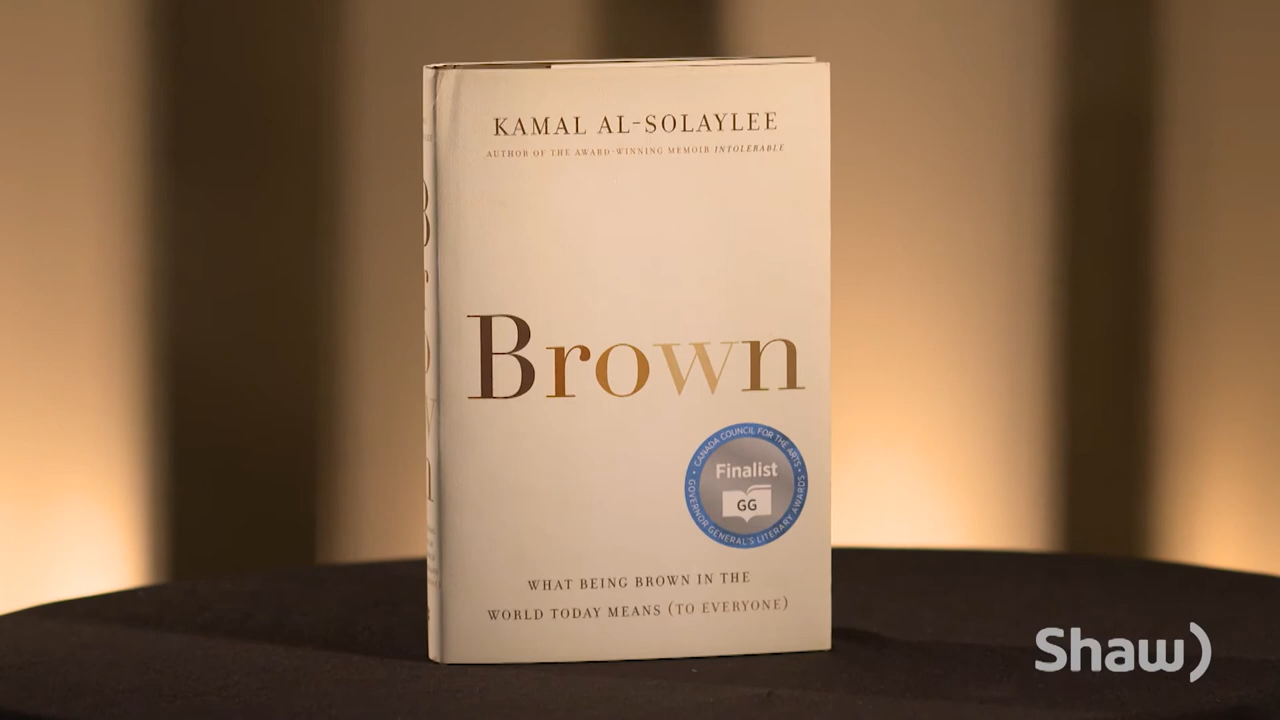 KAMAL AL-SOLAYLEE
AUTHOR OF THE AWARD-WINNING MEMOIR INTOLERABLE
Brown
CANADA COUNCIL FOR THE ARTS •
Finalist
GG
GOVERNOR GENERAL'S LITERARY AWARDS •
WHAT BEING BROWN IN THE
WORLD TODAY MEANS (TO EVERYONE)
Shaw)